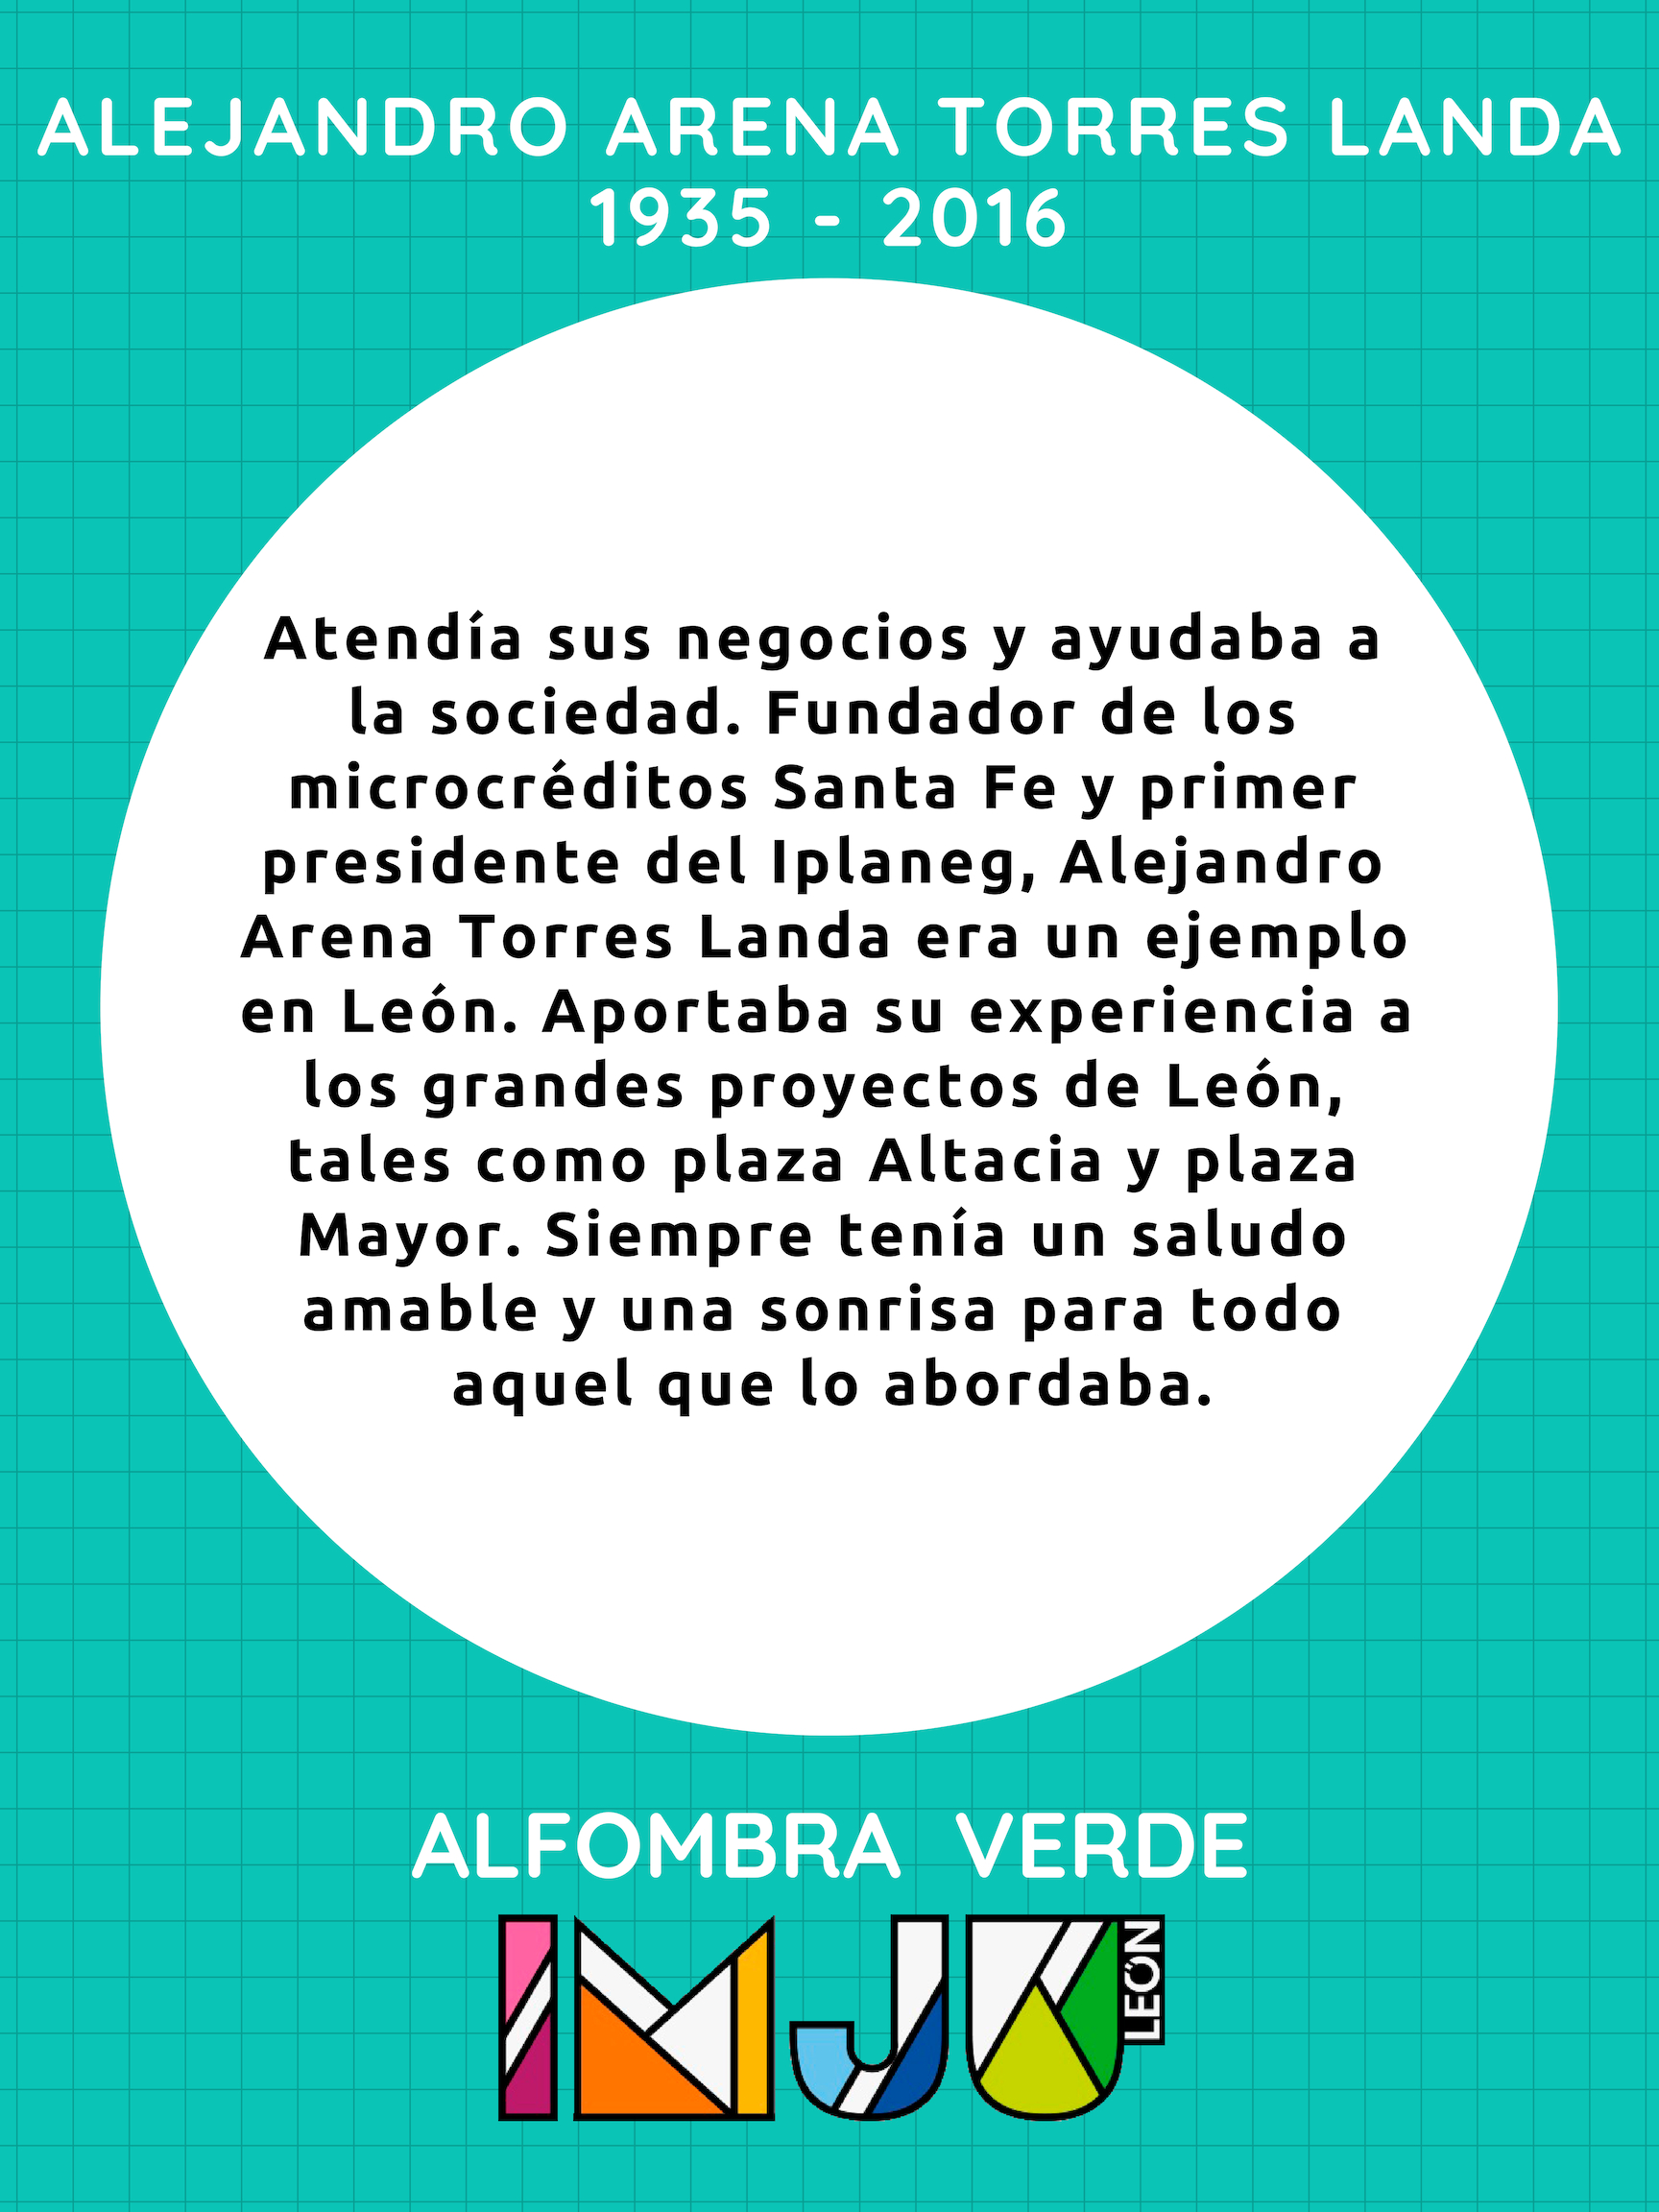 ALEJANDRO ARENA TORRES LANDA
1935 - 2016
Atendía sus negocios y ayudaba a
la sociedad. Fundador de los
microcréditos Santa Fe y primer
presidente del Iplaneg, Alejandro
Arena Torres Landa era un ejemplo
en León. Aportaba su experiencia a
los grandes proyectos de León,
tales como plaza Altacia y plaza
Mayor. Siempre tenía un saludo
amable y una sonrisa para todo
aquel que lo abordaba.
ALFOMBRA VERDE
IMJU
LEÓN